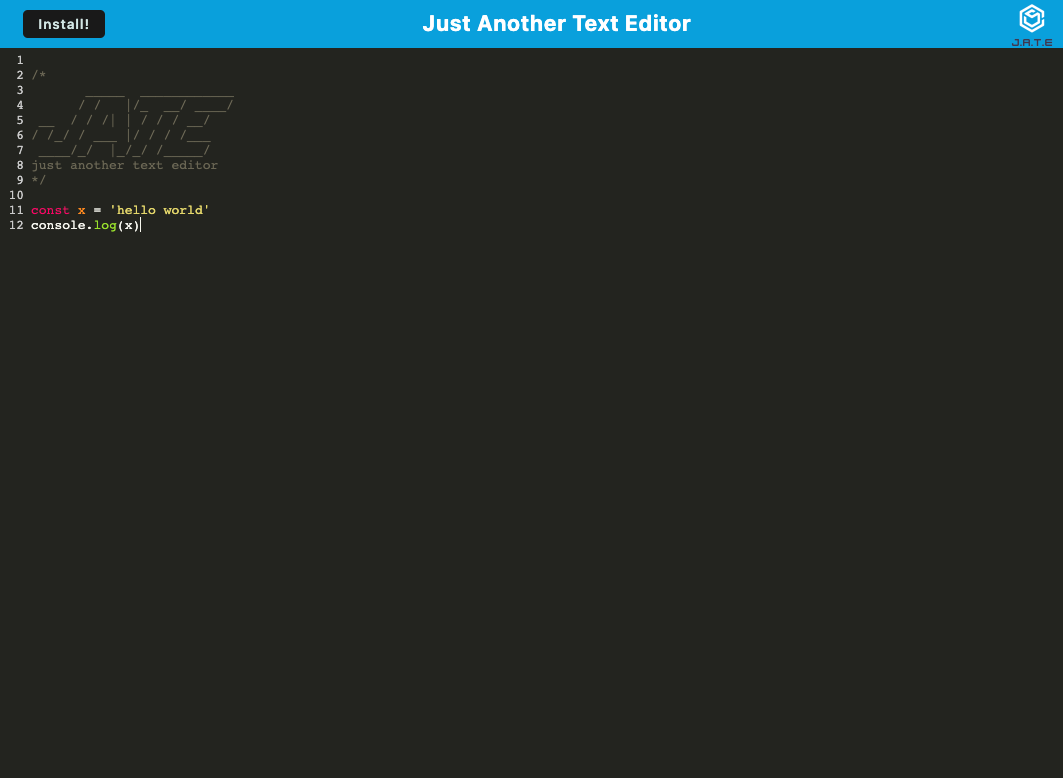 Install!
Just Another Text Editor
J.A.T.E
1
2 /*
3        _____  ____________
4       / /   |/_  __/ ____/
5  __  / / /| | / / / __/
6 / /_/ / ___ |/ / / /___
7  ____/_/  |_/_/ /_____/
8 just another text editor
9 */
10
11 const x = 'hello world'
12 console.log(x)